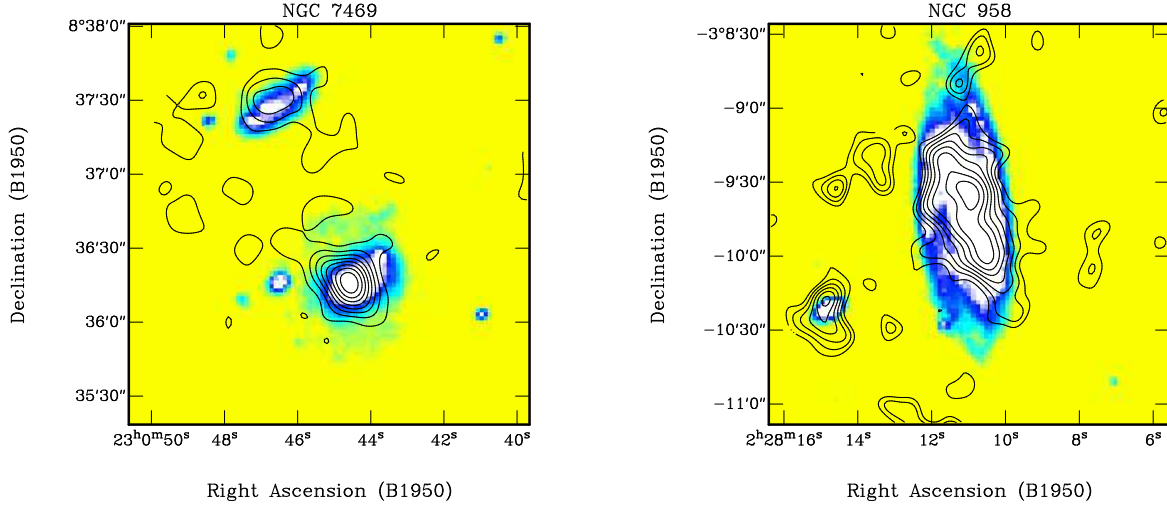 NGC 7469
8°38'0"
37'30"
37'0"
36'30"
36'0"
35'30"
23ʰ0ᵐ50ˢ 48ˢ 46ˢ 44ˢ 42ˢ 40ˢ
Declination (B1950)
Right Ascension (B1950)
NGC 958
−3°8'30"
−9'0"
−9'30"
−10'0"
−10'30"
−11'0"
2ʰ28ᵐ16ˢ 14ˢ 12ˢ 10ˢ 8ˢ 6ˢ
Declination (B1950)
Right Ascension (B1950)